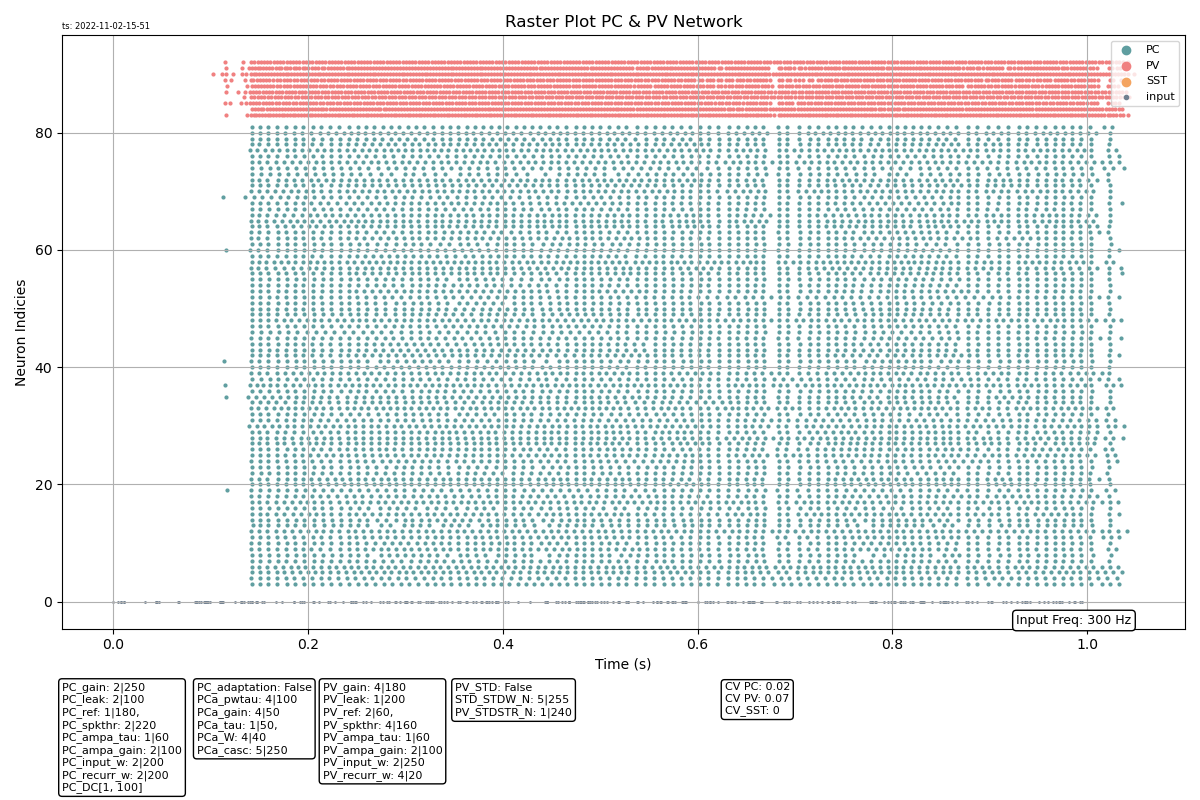 ts: 2022-11-02-15-51
Raster Plot PC & PV Network
PC
PV
SST
input
Neuron Indicies
80
60
40
20
0
Input Freq: 300 Hz
0.0
0.2
0.4
0.6
0.8
1.0
Time (s)
PC_gain: 2|250
PC_leak: 2|100
PC_ref: 1|180,
PC_spkthr: 2|220
PC_ampa_tau: 1|60
PC_ampa_gain: 2|100
PC_input_w: 2|200
PC_recurr_w: 2|200
PC_DC[1, 100]
PC_adaptation: False
PCa_pwtau: 4|100
PCa_gain: 4|50
PCa_tau: 1|50,
PCa_W: 4|40
PCa_casc: 5|250
PV_gain: 4|180
PV_leak: 1|200
PV_ref: 2|60,
PV_spkthr: 4|160
PV_ampa_tau: 1|60
PV_ampa_gain: 2|100
PV_input_w: 2|250
PV_recurr_w: 4|20
PV_STD: False
STD_STDW_N: 5|255
PV_STDSTR_N: 1|240
CV PC: 0.02
CV PV: 0.07
CV_SST: 0